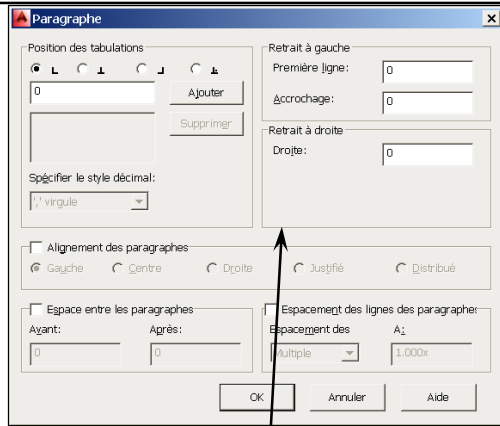 Paragraphe
Position des tabulations
0
Ajouter
Supprimer
Spécifier le style décimal:
',' virgule
Retrait à gauche
Première ligne:
0
Accrochage:
0
Retrait à droite
Droite:
0
Alignement des paragraphes
Gauche Centre Droite Justifié Distribué
Espace entre les paragraphes
Avant: Après:
0 0
Espacement des lignes des paragraphes
Espacement des A:
Multiple 1.000x
OK Annuler Aide